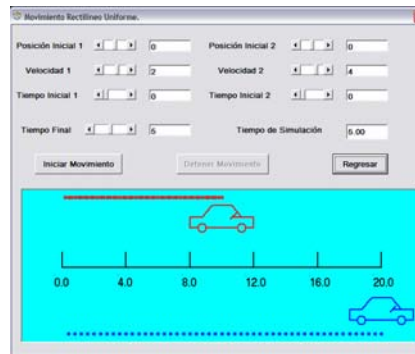 Movimiento Rectilíneo Uniforme.
Posición Inicial 1 0 Posición Inicial 2 0
Velocidad 1 2 Velocidad 2 4
Tiempo Inicial 1 0 Tiempo Inicial 2 0
Tiempo Final 5 Tiempo de Simulación 5.00
Iniciar Movimiento Detener Movimiento Regresar
0.0 4.0 8.0 12.0 16.0 20.0